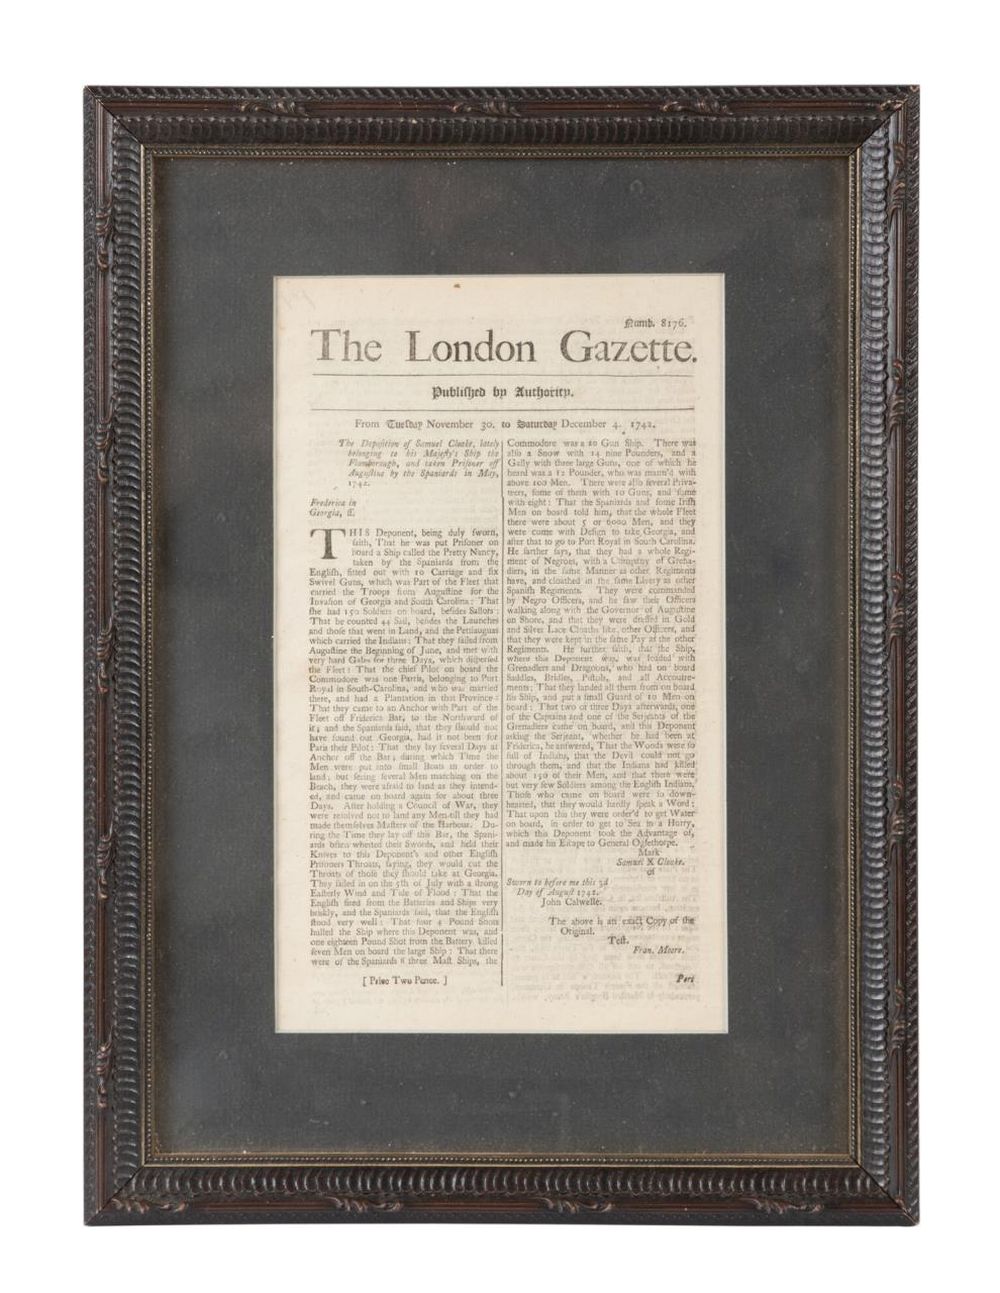 Numb. 8176.
The London Gazette.
Publiſhed by Authority.
From Tueſday November 30. to Saturday December 4. 1742.
The Depoſition of Samuel Cloake, lately
belonging to his Majeſty's Ship the
Flamborough, and taken Priſoner off
Auguſtine by the Spaniards in May,
1742.
Frederica in
Georgia, ſſ.
THIS Deponent, being duly ſworn,
ſaith, That he was put Priſoner on
board a Ship called the Pretty Nancy,
taken by the Spaniards from the
Engliſh, fitted out with 10 Carriage and ſix
Swivel Guns, which was Part of the Fleet that
carried the Troops from Auguſtine for the
Invaſion of Georgia and South Carolina: That
ſhe had 150 Soldiers on board, beſides Sailors:
That he counted 44 Sail, beſides the Launches
and thoſe that went in Land, and the Pettiaguas
which carried the Indians: That they ſailed from
Auguſtine the Beginning of June, and met with
very hard Gales for three Days, which diſperſed
the Fleet: That the chief Pilot on board the
Commodore was one Parris, belonging to Port
Royal in South-Carolina, and who was married
there, and had a Plantation in that Province:
That they came to an Anchor with Part of the
Fleet off Friderica Bar, to the Northward of
it; and the Spaniards ſaid, that they ſhould not
have found out Georgia, had it not been for
Paris their Pilot: That they lay ſeveral Days at
Anchor off the Bar; during which Time the
Men were put into ſmall Boats in order to
land, but ſeeing ſeveral Men marching on the
Beach, they were afraid to land as they intend-
ed, and came on board again for about three
Days. After holding a Council of War, they
were reſolved not to land any Men till they had
made themſelves Maſters of the Harbour. Du-
ring the Time they lay off this Bar, the Spani-
ards often whetted their Swords, and held their
Knives to this Deponent's and other Engliſh
Priſoners Throats, ſaying, they would cut the
Throats of thoſe they ſhould take at Georgia.
They ſailed in on the 5th of July with a ſtrong
Eaſterly Wind and Tide of Flood: That the
Engliſh fired from the Batteries and Ships very
briskly, and the Spaniards ſaid, that the Engliſh
ſtood very well: That four 4 Pound Shots
hulled the Ship where this Deponent was, and
one eighteen Pound Shot from the Battery killed
ſeven Men on board the large Ship: That there
were of the Spaniards 8 three Maſt Ships, the
[ Price Two Pence. ]
Commodore was a 20 Gun Ship. There was
alſo a Snow with 14 nine Pounders, and a
Gally with three large Guns, one of which he
heard was a 12 Pounder, who was mann'd with
above 100 Men. There were alſo ſeveral Priva-
teers, ſome of them with 10 Guns, and ſome
with eight: That the Spaniards and ſome Iriſh
Men on board told him, that the whole Fleet
there were about 5 or 6000 Men, and they
were come with Deſign to take Georgia, and
after that to go to Port Royal in South Carolina.
He farther ſays, that they had a whole Regi-
ment of Negroes, with a Company of Grena-
diers, in the ſame Manner as other Regiments
have, and cloathed in the ſame Livery as other
Spaniſh Regiments. They were commanded
by Negro Officers, and he ſaw their Officers
walking along with the Governor of Auguſtine
on Shore, and that they were dreſſed in Gold
and Silver Lace Cloaths like other Officers, and
that they were kept in the ſame Pay as the other
Regiments. He further ſaith, that the Ship,
where this Deponent was, was loaded with
Grenadiers and Dragoons, who had on board
Saddles, Bridles, Piſtols, and all Accoutre-
ments: That they landed all them from on board
his Ship, and put a ſmall Guard of 10 Men on
board: That two or three Days afterwards, one
of the Captains and one of the Serjeants of the
Grenadiers came on board, and this Deponent
asking the Serjeant, whether he had been at
Friderica, he anſwered, That the Woods were ſo
full of Indians, that the Devil could not go
through them, and that the Indians had killed
about 150 of their Men, and that there were
but very few Soldiers among the Engliſh Indians.
Thoſe who came on board were ſo down-
hearted, that they would hardly ſpeak a Word:
That upon this they were order'd to get Water
on board, in order to get to Sea in a Hurry,
which this Deponent took the Advantage of,
and made his Eſcape to General Oglethorpe.
Mark
Samuel X Cloake.
of
Sworn to before me this 3d
Day of Auguſt 1742.
John Calwelle.
The above is an exact Copy of the
Original.
Teſt.
Fran. Moore.
Port